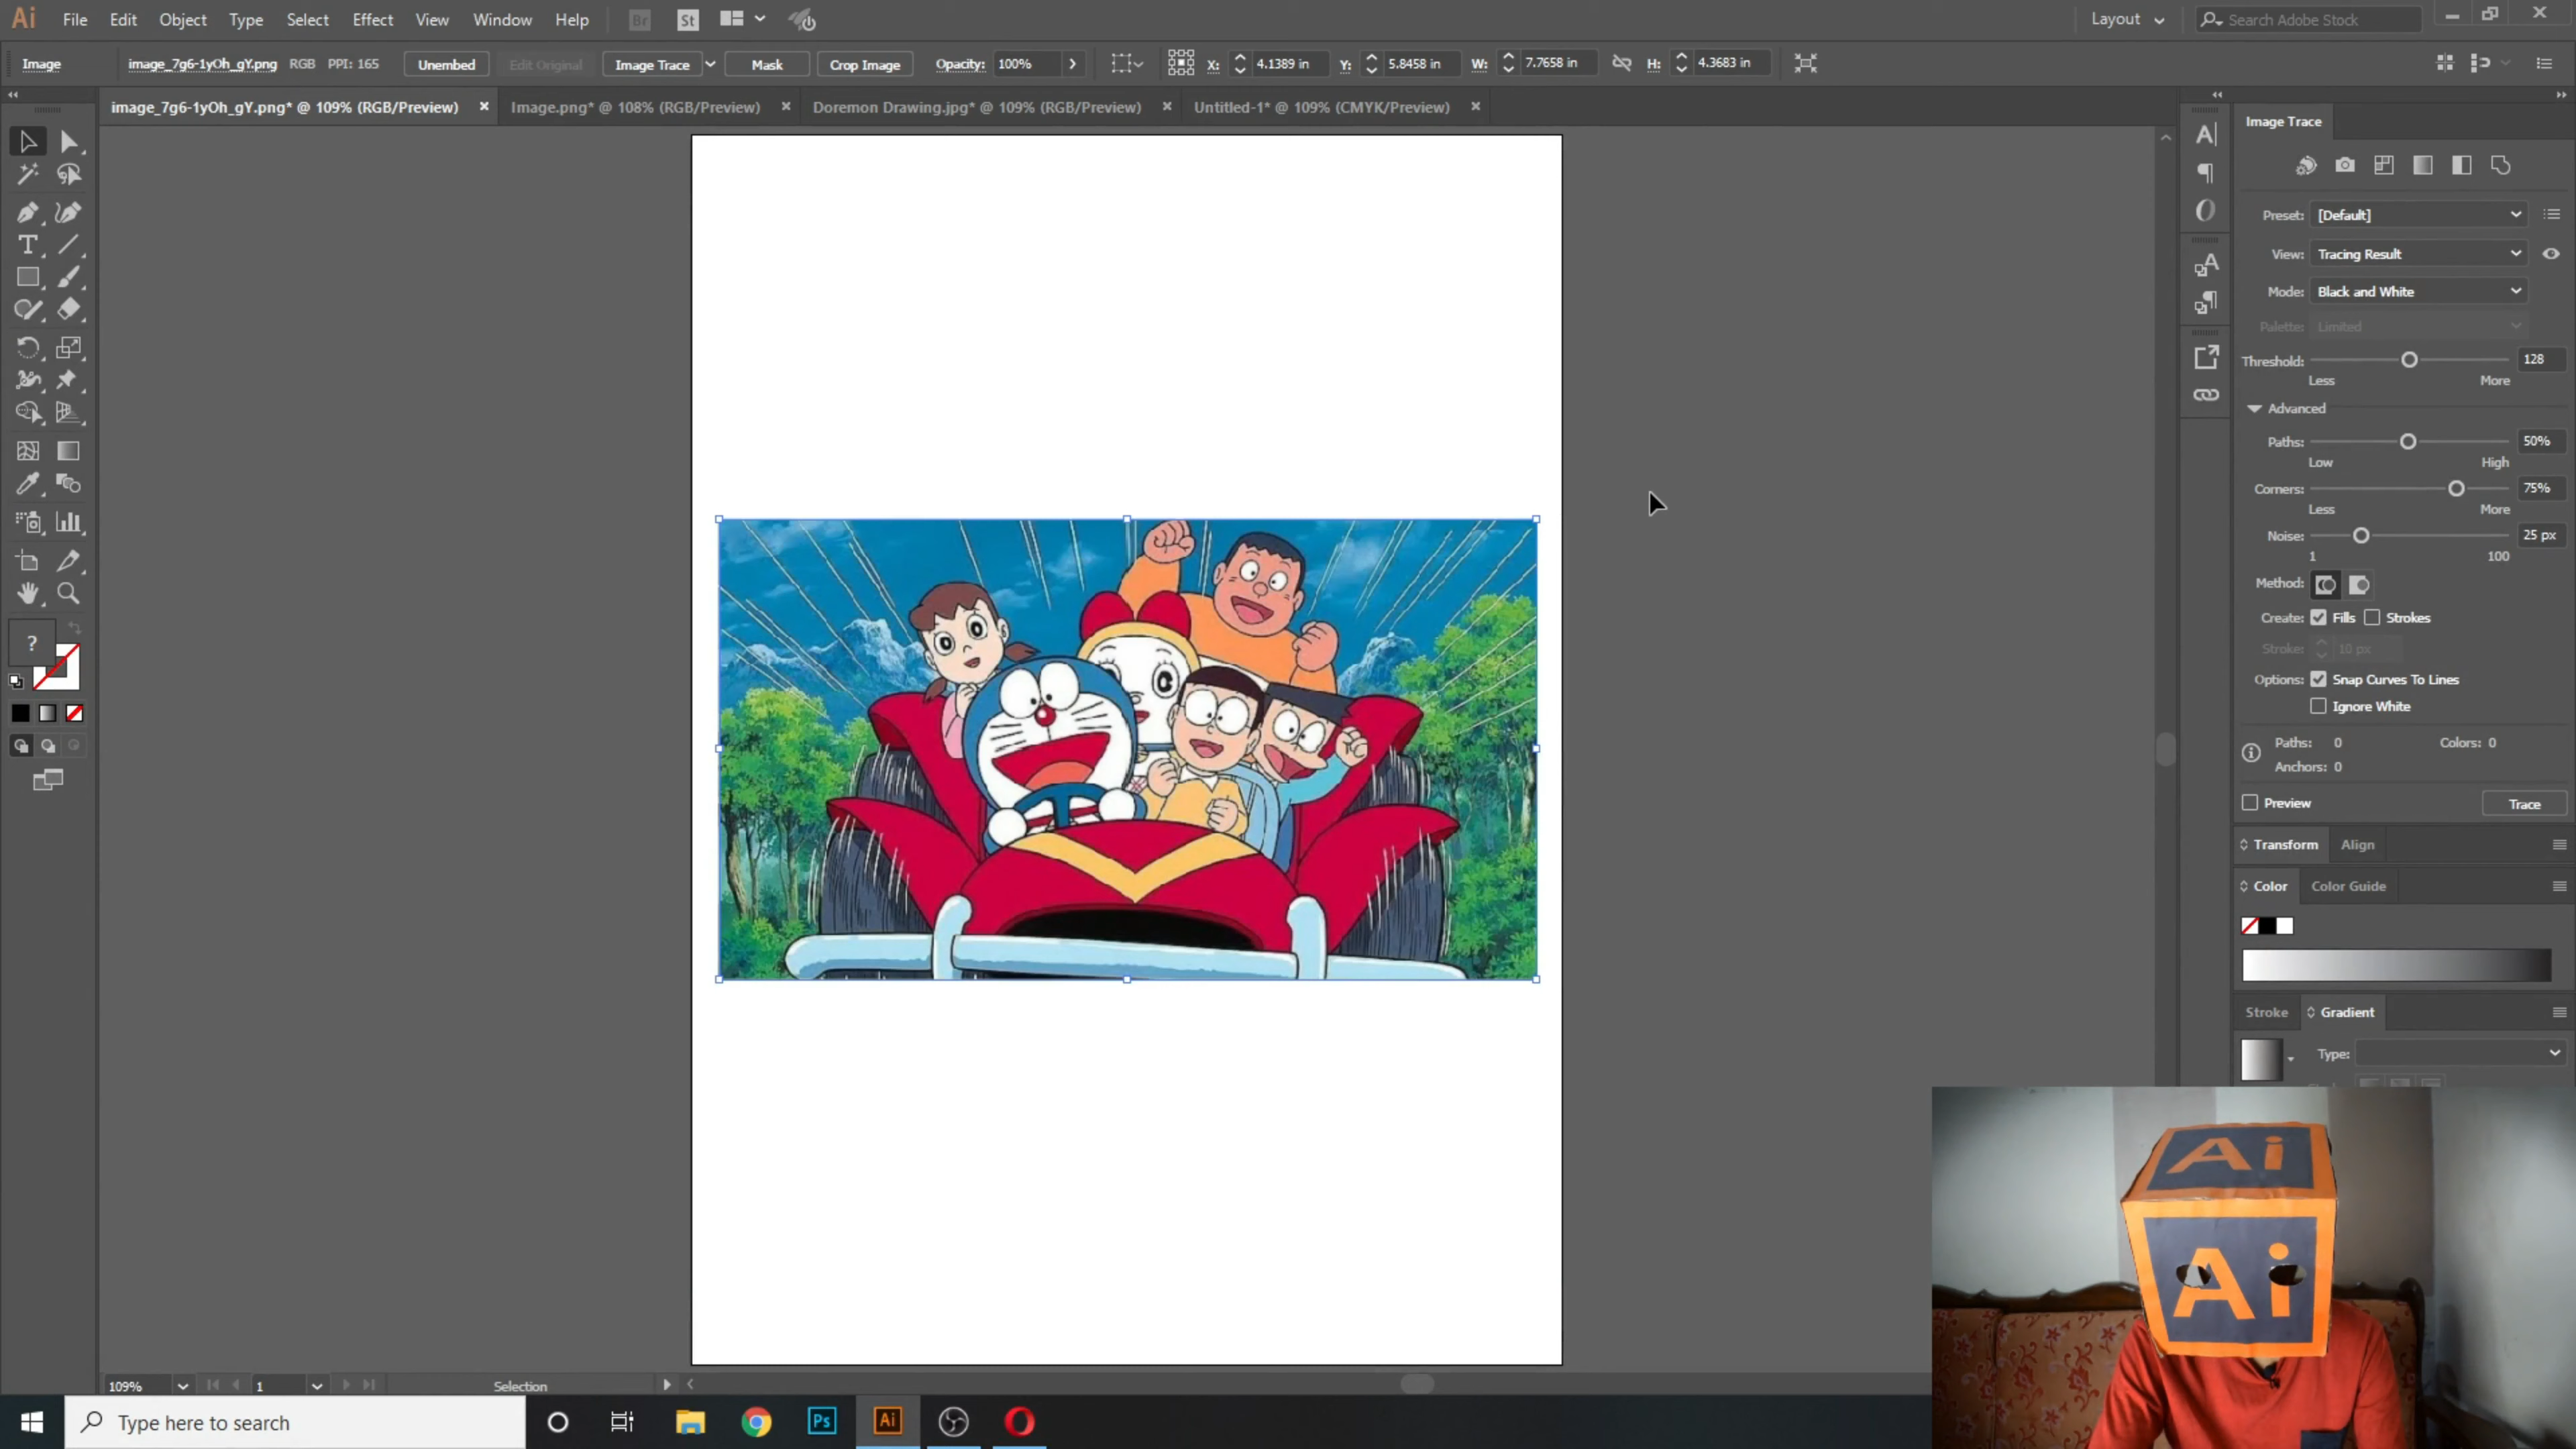 Ai File Edit Object Type Select Effect View Window Help Br St Layout Search Adobe Stock
Image image_7g6-1yOh_gY.png RGB PPI: 165 Unembed Edit Original Image Trace Mask Crop Image Opacity: 100% X: 4.1389 in Y: 5.8458 in W: 7.7658 in H: 4.3683 in
image_7g6-1yOh_gY.png* @ 109% (RGB/Preview) Image.png* @ 108% (RGB/Preview) Doremon Drawing.jpg* @ 109% (RGB/Preview) Untitled-1* @ 109% (CMYK/Preview)
Image Trace
Preset: [Default]
View: Tracing Result
Mode: Black and White
Palette: Limited
Threshold: 128
Less More
Advanced
Paths: 50%
Low High
Corners: 75%
Less More
Noise: 25 px
1 100
Method:
Create: Fills Strokes
Stroke: 10 px
Options: Snap Curves To Lines
Ignore White
Paths: 0 Colors: 0
Anchors: 0
Preview Trace
Transform Align
Color Color Guide
Stroke Gradient
Type:
Ai
Ai
109% 1 Selection
Type here to search Ps Ai